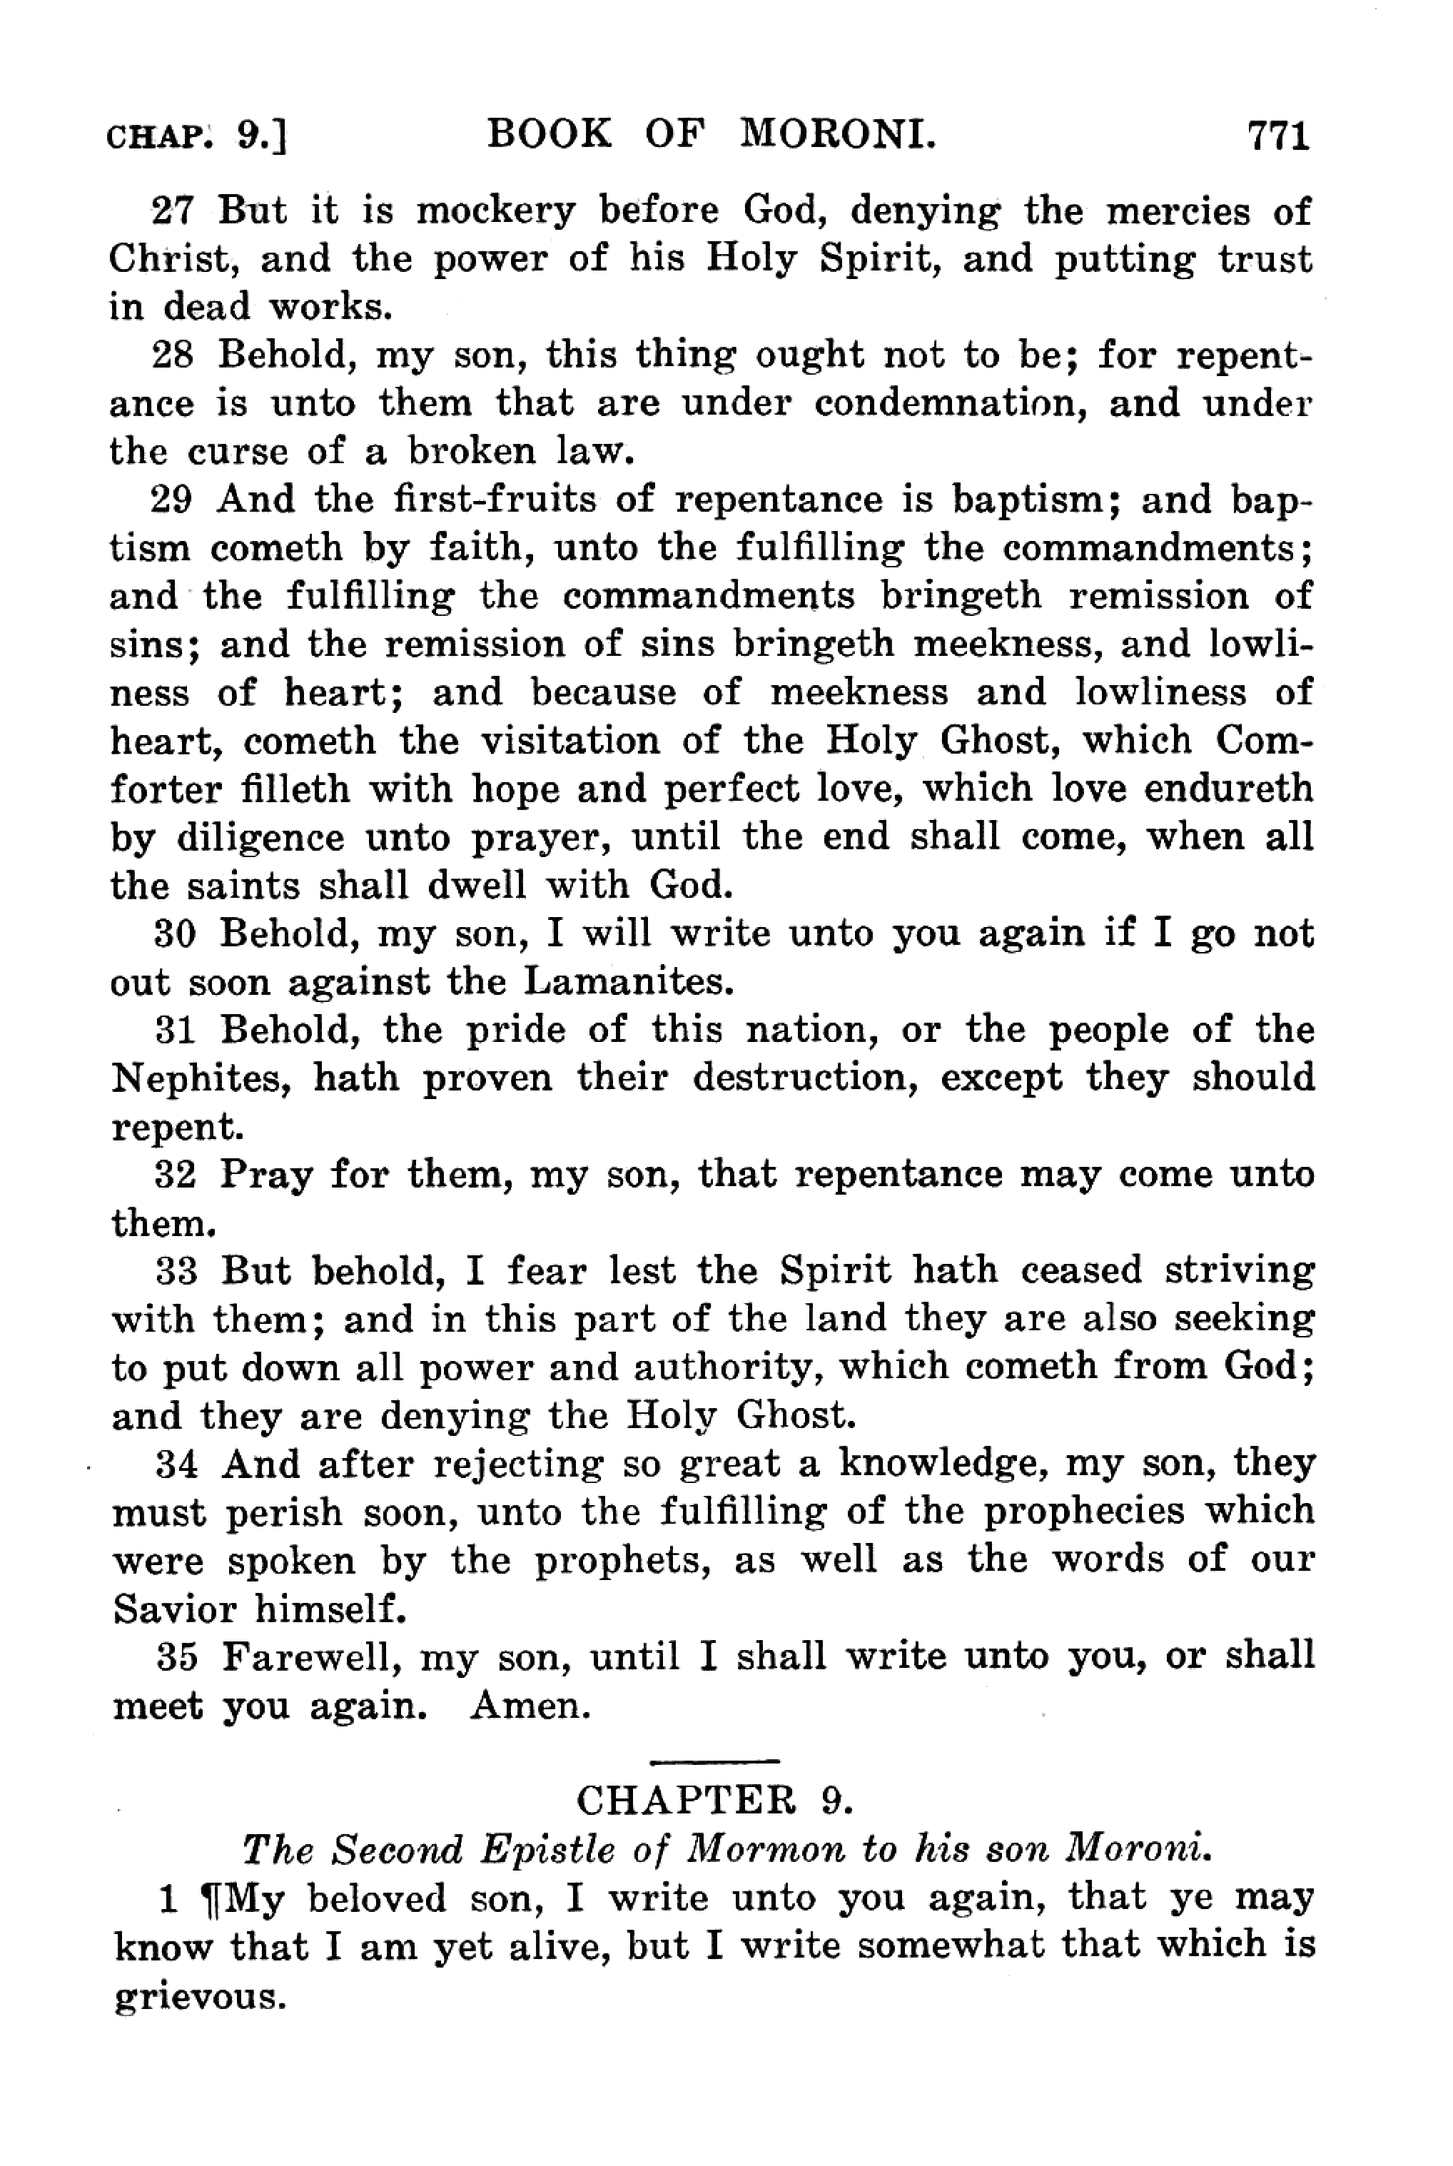 CHAP. 9.] BOOK OF MORONI. 771
27 But it is mockery before God, denying the mercies of
Christ, and the power of his Holy Spirit, and putting trust
in dead works.
28 Behold, my son, this thing ought not to be; for repent-
ance is unto them that are under condemnation, and under
the curse of a broken law.
29 And the first-fruits of repentance is baptism; and bap-
tism cometh by faith, unto the fulfilling the commandments;
and the fulfilling the commandments bringeth remission of
sins; and the remission of sins bringeth meekness, and lowli-
ness of heart; and because of meekness and lowliness of
heart, cometh the visitation of the Holy Ghost, which Com-
forter filleth with hope and perfect love, which love endureth
by diligence unto prayer, until the end shall come, when all
the saints shall dwell with God.
30 Behold, my son, I will write unto you again if I go not
out soon against the Lamanites.
31 Behold, the pride of this nation, or the people of the
Nephites, hath proven their destruction, except they should
repent.
32 Pray for them, my son, that repentance may come unto
them.
33 But behold, I fear lest the Spirit hath ceased striving
with them; and in this part of the land they are also seeking
to put down all power and authority, which cometh from God;
and they are denying the Holy Ghost.
34 And after rejecting so great a knowledge, my son, they
must perish soon, unto the fulfilling of the prophecies which
were spoken by the prophets, as well as the words of our
Savior himself.
35 Farewell, my son, until I shall write unto you, or shall
meet you again. Amen.
CHAPTER 9.
The Second Epistle of Mormon to his son Moroni.
1 ¶My beloved son, I write unto you again, that ye may
know that I am yet alive, but I write somewhat that which is
grievous.